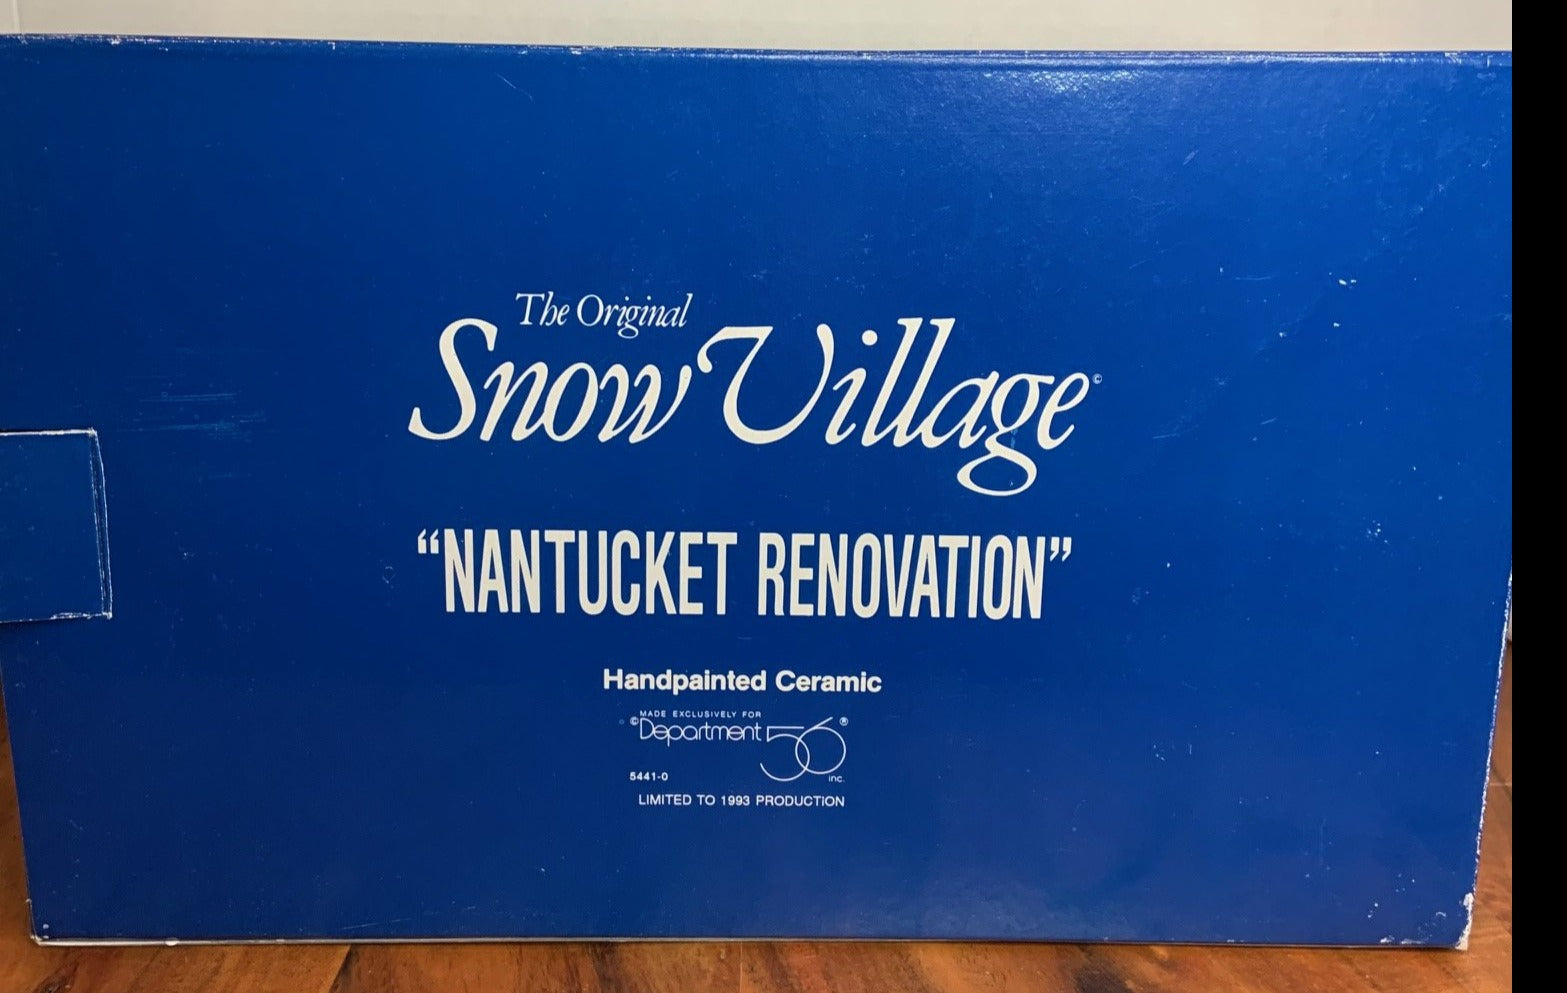 The Original
Snow Village©
“NANTUCKET RENOVATION”
Handpainted Ceramic
MADE EXCLUSIVELY FOR
©Department 56®
inc.
5441-0
LIMITED TO 1993 PRODUCTION